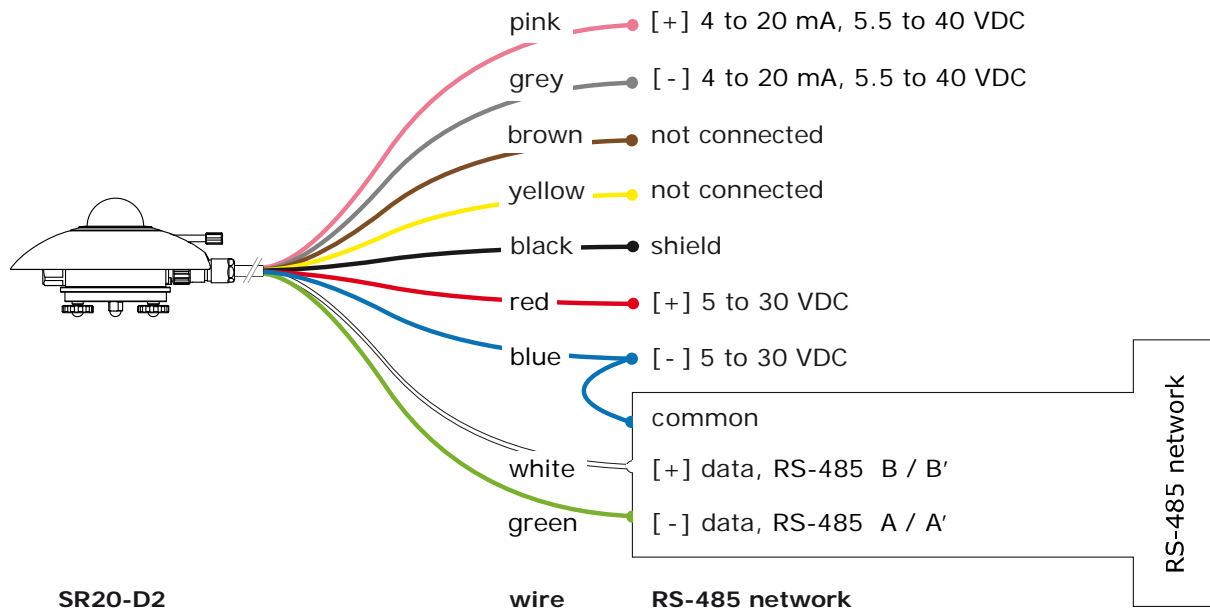 pink [+] 4 to 20 mA, 5.5 to 40 VDC
grey [-] 4 to 20 mA, 5.5 to 40 VDC
brown not connected
yellow not connected
black shield
red [+] 5 to 30 VDC
blue [-] 5 to 30 VDC
common
white [+] data, RS-485 B / B'
green [-] data, RS-485 A / A'
RS-485 network
SR20-D2 wire RS-485 network